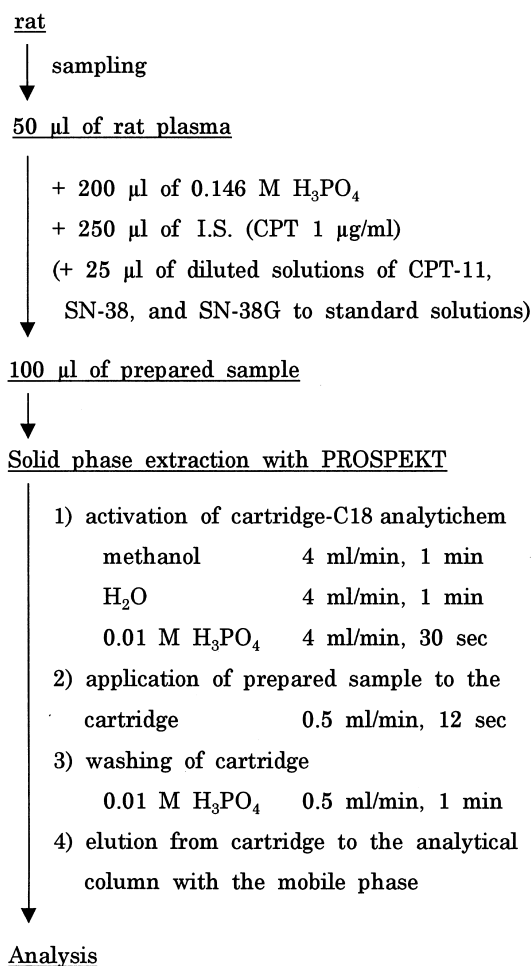 rat
sampling
50 µl of rat plasma
+ 200 µl of 0.146 M H₃PO₄
+ 250 µl of I.S. (CPT 1 µg/ml)
(+ 25 µl of diluted solutions of CPT-11,
SN-38, and SN-38G to standard solutions)
100 µl of prepared sample
Solid phase extraction with PROSPEKT
1) activation of cartridge-C18 analytichem
methanol 4 ml/min, 1 min
H₂O 4 ml/min, 1 min
0.01 M H₃PO₄ 4 ml/min, 30 sec
2) application of prepared sample to the
cartridge 0.5 ml/min, 12 sec
3) washing of cartridge
0.01 M H₃PO₄ 0.5 ml/min, 1 min
4) elution from cartridge to the analytical
column with the mobile phase
Analysis